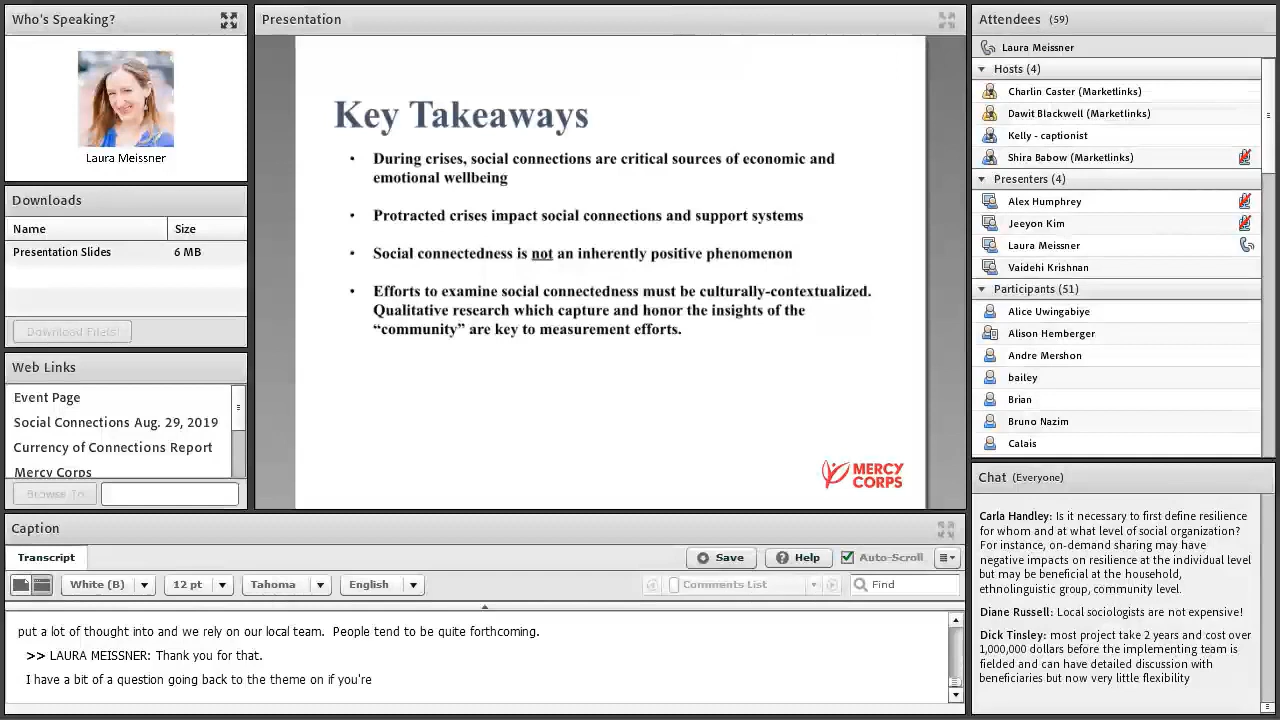 Who's Speaking?
Laura Meissner
Downloads
Name Size
Presentation Slides 6 MB
Download File(s)
Web Links
Event Page
Social Connections Aug. 29, 2019
Currency of Connections Report
Mercy Corps
Browse To
Presentation
Key Takeaways
• During crises, social connections are critical sources of economic and
emotional wellbeing
• Protracted crises impact social connections and support systems
• Social connectedness is not an inherently positive phenomenon
• Efforts to examine social connectedness must be culturally-contextualized.
Qualitative research which capture and honor the insights of the
“community” are key to measurement efforts.
MERCY
CORPS
Caption
Transcript
Save Help Auto-Scroll
White (B) 12 pt Tahoma English Comments List Find
put a lot of thought into and we rely on our local team. People tend to be quite forthcoming.
>> LAURA MEISSNER: Thank you for that.
I have a bit of a question going back to the theme on if you're
Attendees (59)
Laura Meissner
Hosts (4)
Charlin Caster (Marketlinks)
Dawit Blackwell (Marketlinks)
Kelly - captionist
Shira Babow (Marketlinks)
Presenters (4)
Alex Humphrey
Jeeyon Kim
Laura Meissner
Vaidehi Krishnan
Participants (51)
Alice Uwingabiye
Alison Hemberger
Andre Mershon
bailey
Brian
Bruno Nazim
Calais
Chat (Everyone)
Carla Handley: Is it necessary to first define resilience
for whom and at what level of social organization?
For instance, on-demand sharing may have
negative impacts on resilience at the individual level
but may be beneficial at the household,
ethnolinguistic group, community level.
Diane Russell: Local sociologists are not expensive!
Dick Tinsley: most project take 2 years and cost over
1,000,000 dollars before the implementing team is
fielded and can have detailed discussion with
beneficiaries but now very little flexibility